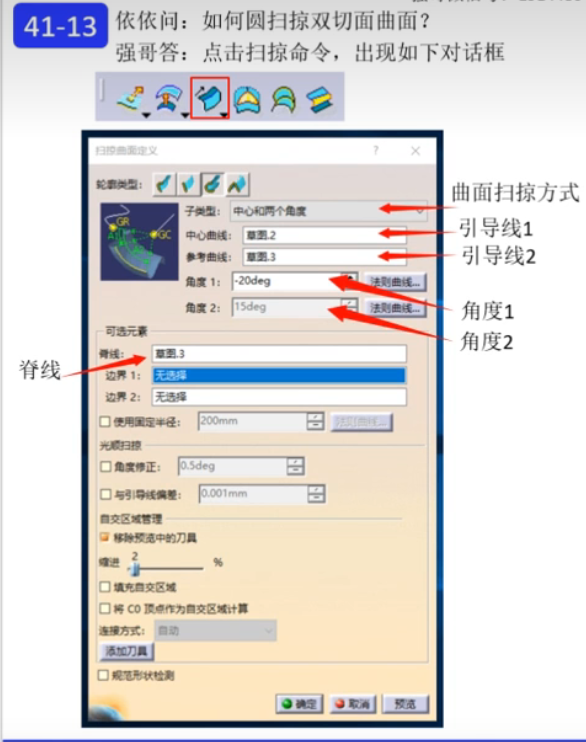 41-13
依依问：如何圆扫掠双切面曲面？
强哥答：点击扫掠命令，出现如下对话框
扫掠曲面定义
? ×
轮廓类型：
子类型： 中心和两个角度
曲面扫掠方式
GR
GC
中心曲线： 草图.2
引导线1
参考曲线： 草图.3
引导线2
角度 1： -20deg 法则曲线...
角度1
角度 2： 15deg 法则曲线...
角度2
可选元素
脊线
脊线： 草图.3
边界 1： 无选择
边界 2： 无选择
使用固定半径： 200mm 法则曲线...
光顺扫掠
角度修正： 0.5deg
与引导线偏差： 0.001mm
自交区域管理
移除预览中的刀具
缩进 2 %
填充自交区域
将 C0 顶点作为自交区域计算
连接方式： 自动
添加刀具
规范形状检测
确定 取消 预览